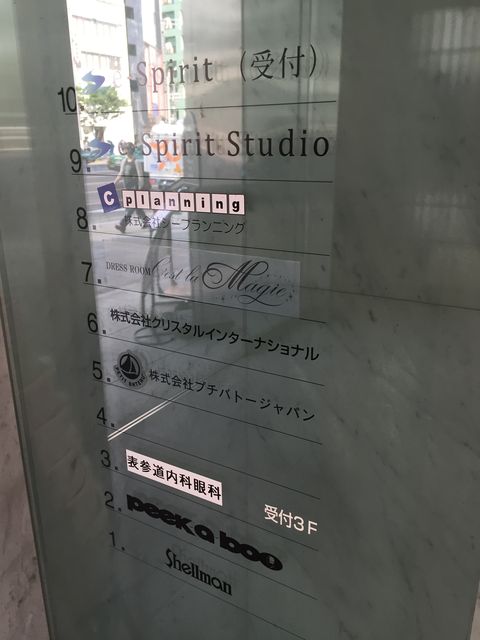 10. e-Spirit (受付)
9. e Spirit Studio
8. C planning
株式会社シープランニング
7. DRESS ROOM C'est la Magie
6. 株式会社クリスタルインターナショナル
5. PETIT BATEAU 株式会社プチバトージャパン
4.
3. 表参道内科眼科
受付3F
2. peek a boo
1. Shellman